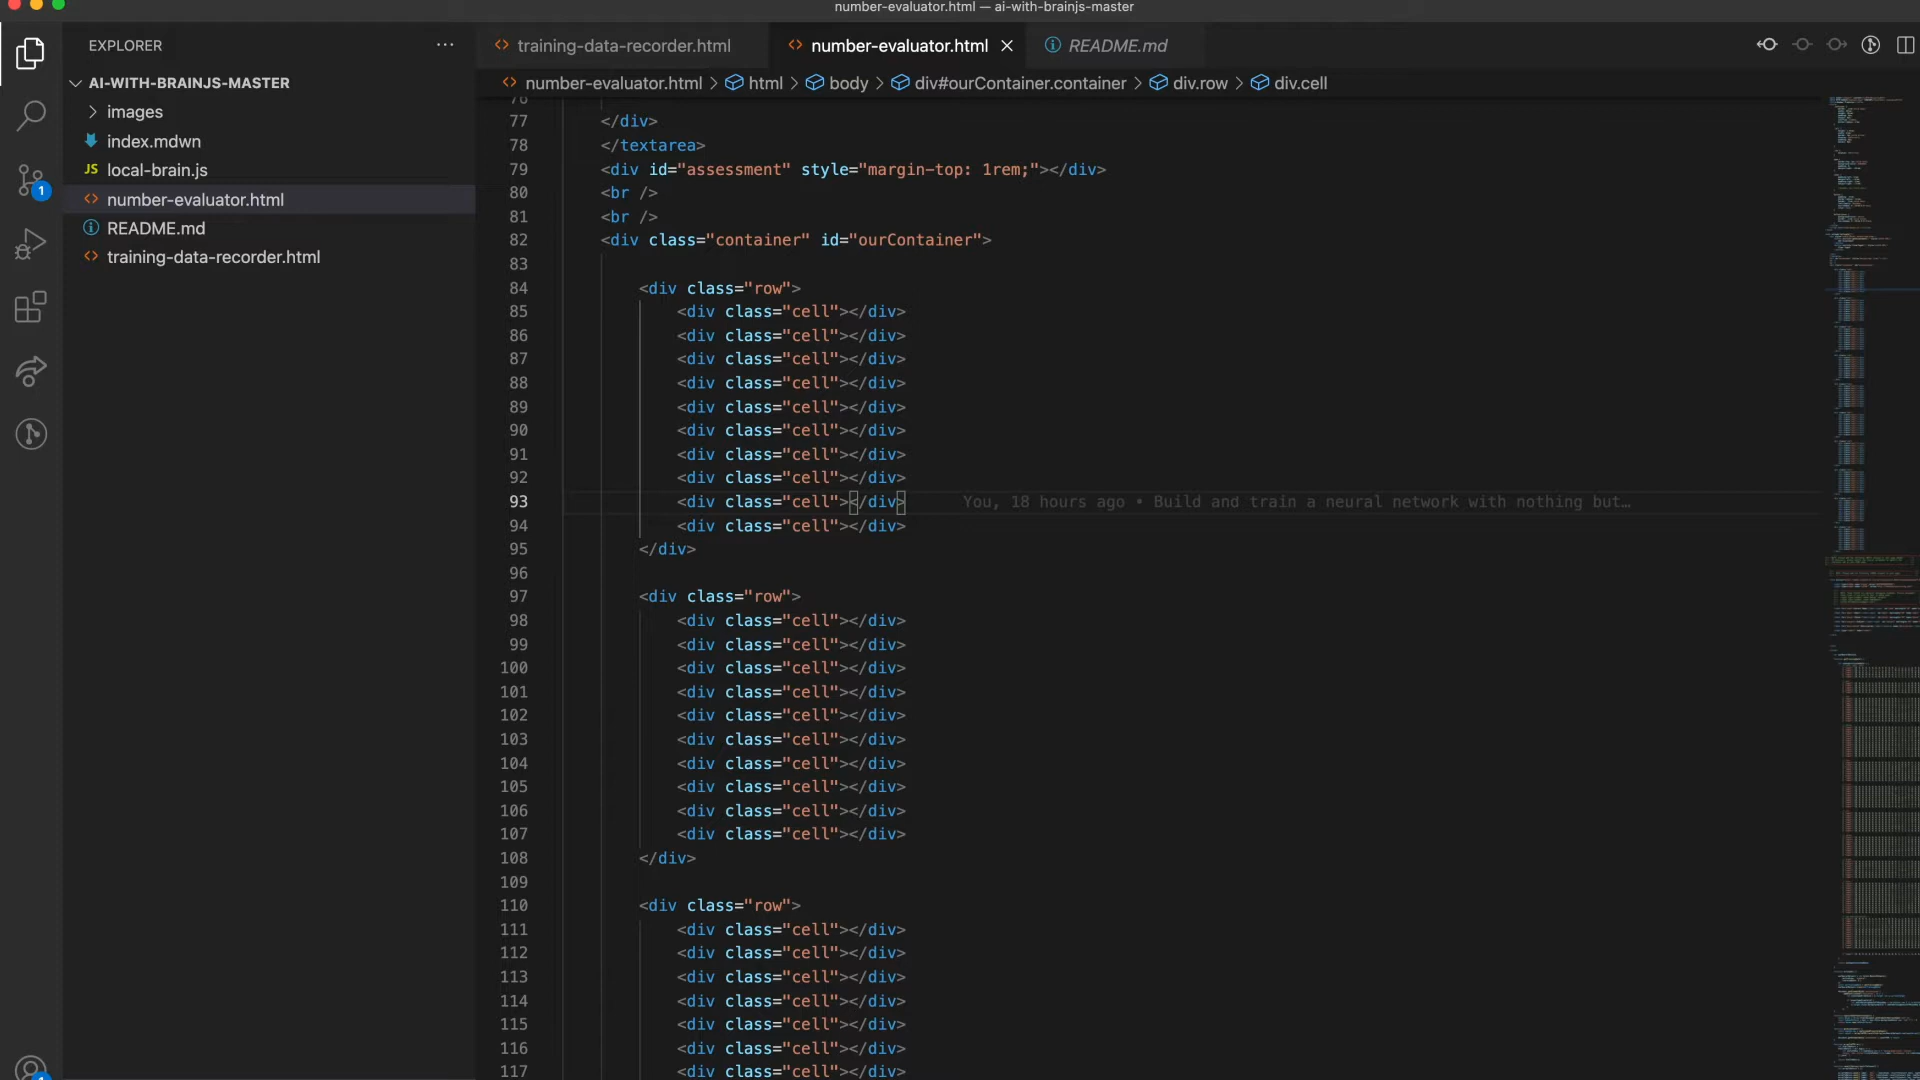 number-evaluator.html — ai-with-brainjs-master
EXPLORER
AI-WITH-BRAINJS-MASTER
images
index.mdwn
JS local-brain.js
number-evaluator.html
README.md
training-data-recorder.html
1
training-data-recorder.html
number-evaluator.html
README.md
number-evaluator.html > html > body > div#ourContainer.container > div.row > div.cell
76
77 </div>
78 </textarea>
79 <div id="assessment" style="margin-top: 1rem;"></div>
80 <br />
81 <br />
82 <div class="container" id="ourContainer">
83
84 <div class="row">
85 <div class="cell"></div>
86 <div class="cell"></div>
87 <div class="cell"></div>
88 <div class="cell"></div>
89 <div class="cell"></div>
90 <div class="cell"></div>
91 <div class="cell"></div>
92 <div class="cell"></div>
93 <div class="cell"></div> You, 18 hours ago • Build and train a neural network with nothing but…
94 <div class="cell"></div>
95 </div>
96
97 <div class="row">
98 <div class="cell"></div>
99 <div class="cell"></div>
100 <div class="cell"></div>
101 <div class="cell"></div>
102 <div class="cell"></div>
103 <div class="cell"></div>
104 <div class="cell"></div>
105 <div class="cell"></div>
106 <div class="cell"></div>
107 <div class="cell"></div>
108 </div>
109
110 <div class="row">
111 <div class="cell"></div>
112 <div class="cell"></div>
113 <div class="cell"></div>
114 <div class="cell"></div>
115 <div class="cell"></div>
116 <div class="cell"></div>
117 <div class="cell"></div>